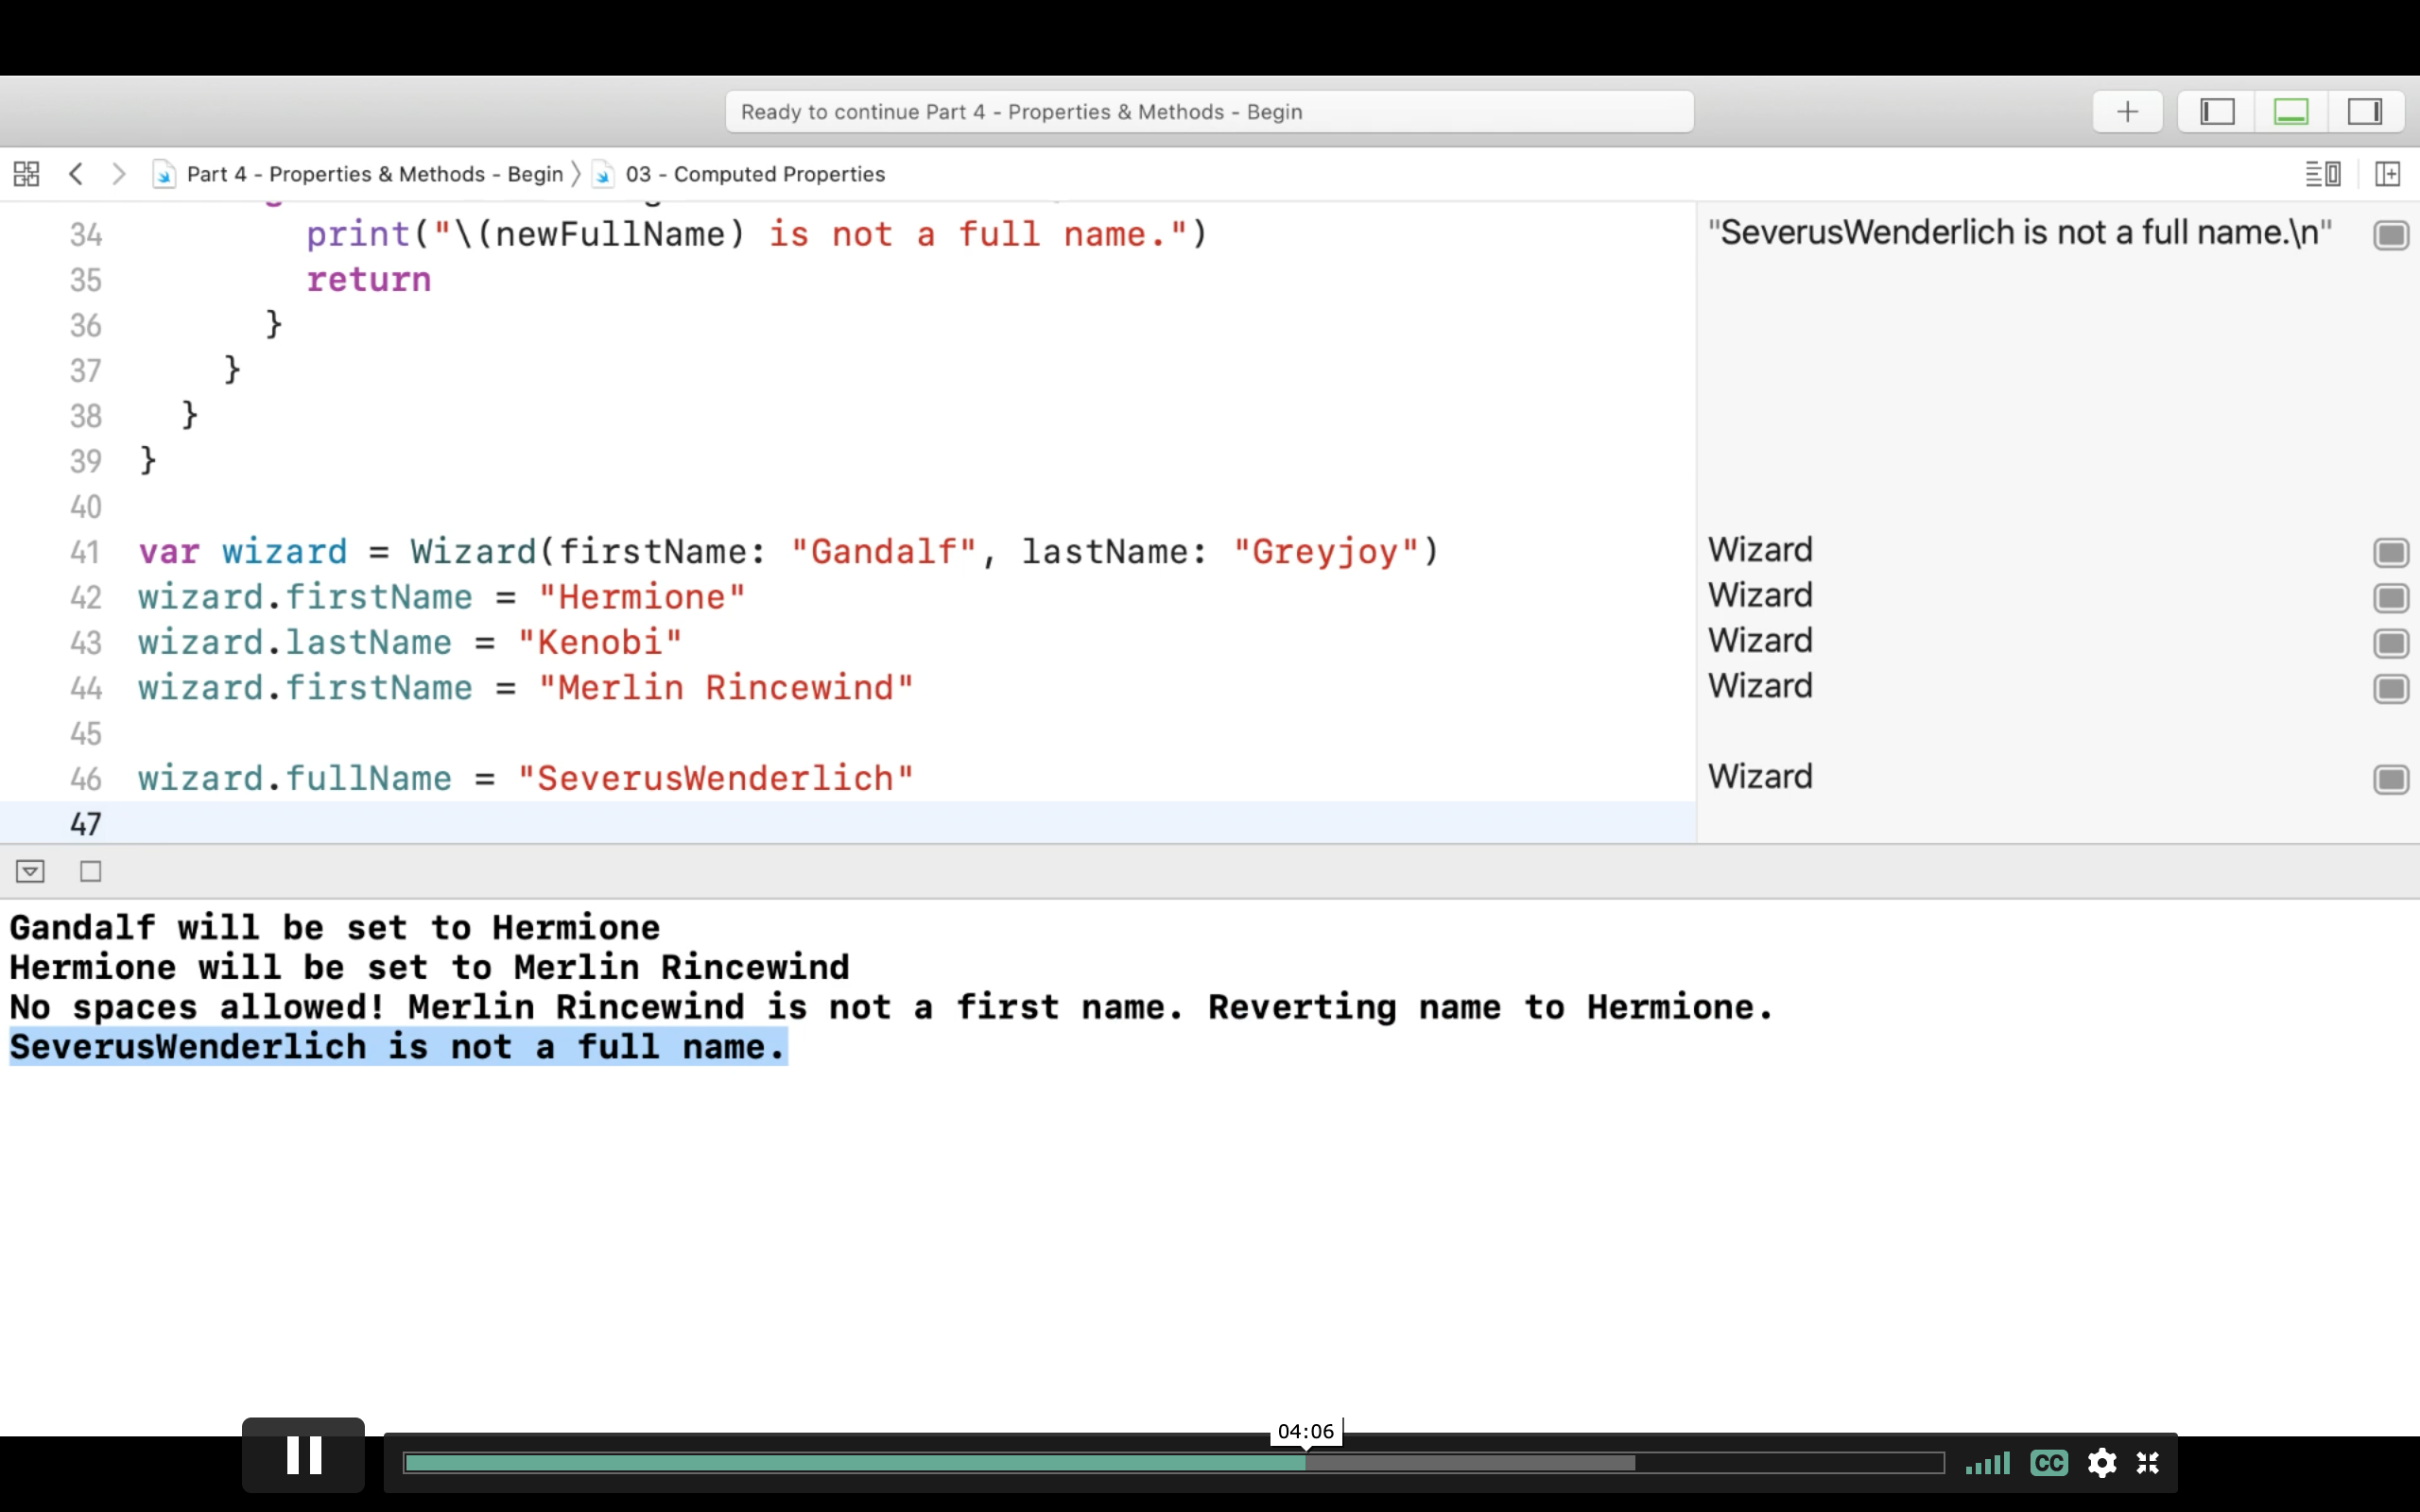 Ready to continue Part 4 - Properties & Methods - Begin
Part 4 - Properties & Methods - Begin 〉 03 - Computed Properties
34 print("\(newFullName) is not a full name.") "SeverusWenderlich is not a full name.\n"
35 return
36 }
37 }
38 }
39 }
40
41 var wizard = Wizard(firstName: "Gandalf", lastName: "Greyjoy") Wizard
42 wizard.firstName = "Hermione" Wizard
43 wizard.lastName = "Kenobi" Wizard
44 wizard.firstName = "Merlin Rincewind" Wizard
45
46 wizard.fullName = "SeverusWenderlich" Wizard
47
Gandalf will be set to Hermione
Hermione will be set to Merlin Rincewind
No spaces allowed! Merlin Rincewind is not a first name. Reverting name to Hermione.
SeverusWenderlich is not a full name.
04:06
CC